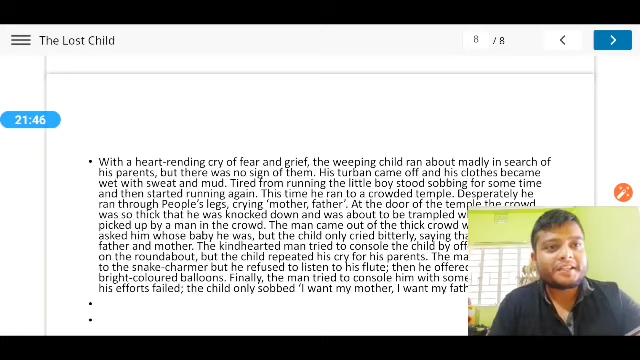 The Lost Child
8 / 8
21:46
• With a heart-rending cry of fear and grief, the weeping child ran about madly in search of
his parents, but there was no sign of them. His turban came off and his clothes became
wet with sweat and mud. Tired from running the little boy stood sobbing for some time
and then started running again. This time he ran to a crowded temple. Desperately he
ran through People's legs, crying 'mother, father'. At the door of the temple the crowd
was so thick that he was knocked down and was about to be trampled
picked up by a man in the crowd. The man came out of the thick crowd
asked him whose baby he was, but the child only cried bitterly, saying
father and mother. The kindhearted man tried to console the child by
on the roundabout, but the child repeated his cry for his parents. The
to the snake-charmer but he refused to listen to his flute; then he offered
bright-coloured balloons. Finally, the man tried to console him with some
his efforts failed; the child only sobbed 'I want my mother, I want my
•
•